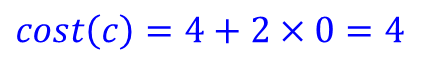 cost(c) = 4 + 2 × 0 = 4